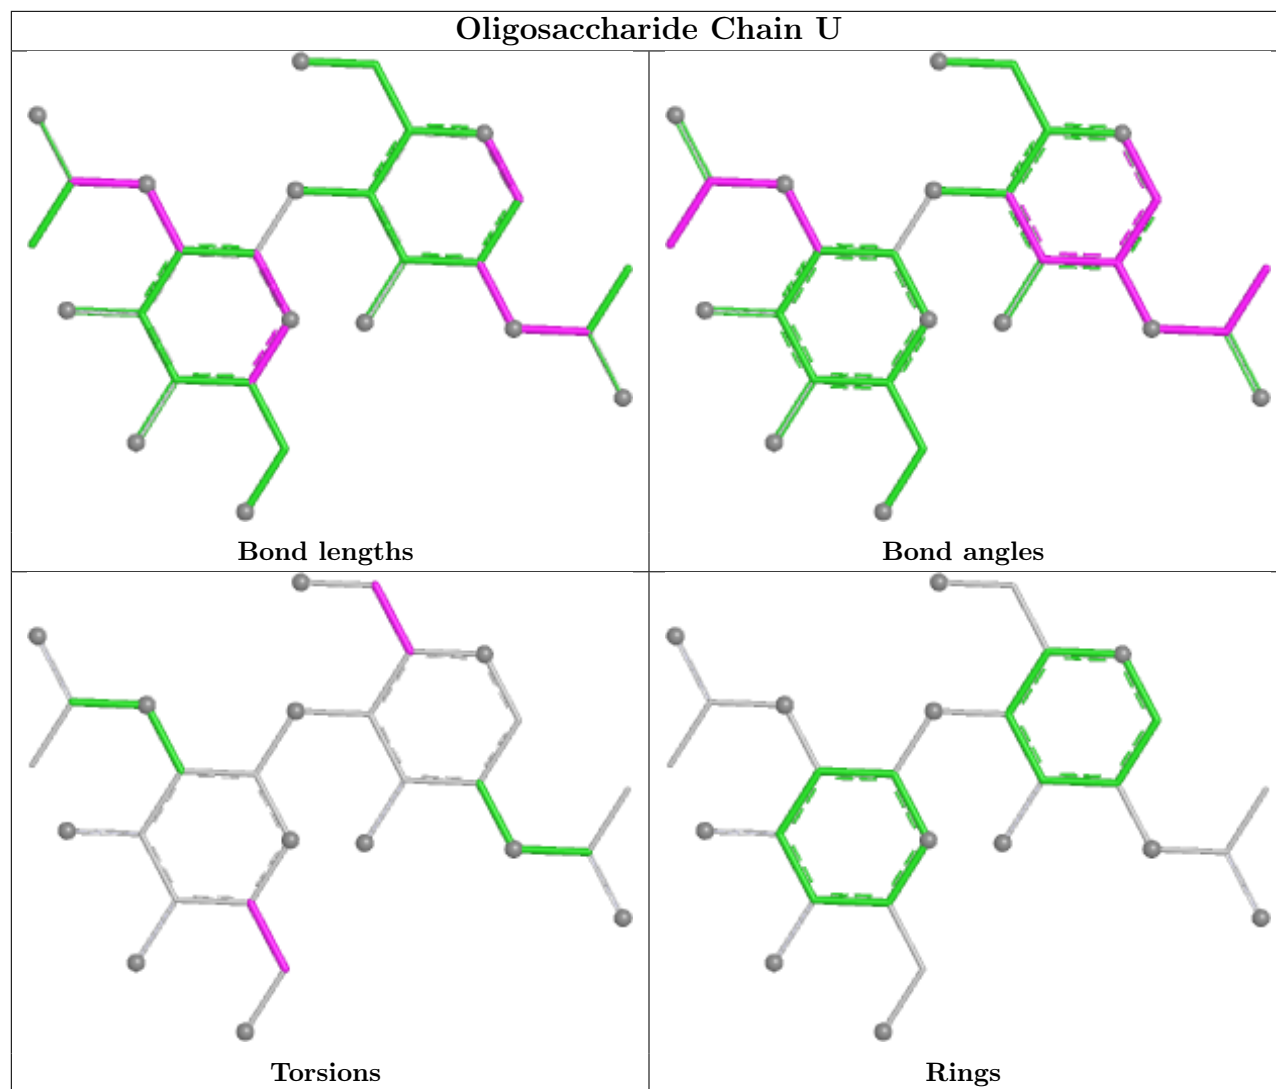 Oligosaccharide Chain U
Bond lengths
Bond angles
Torsions
Rings